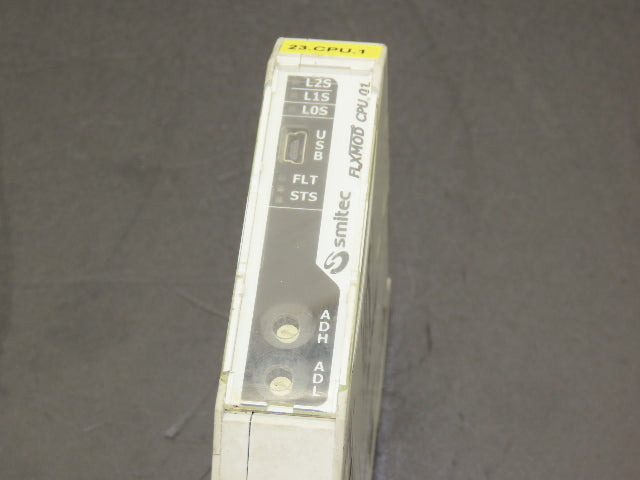 23.CPU.1
L2S
L1S
L0S
USB
FLT
STS
smitec
FLXMOD CPU 01
ADH
ADL